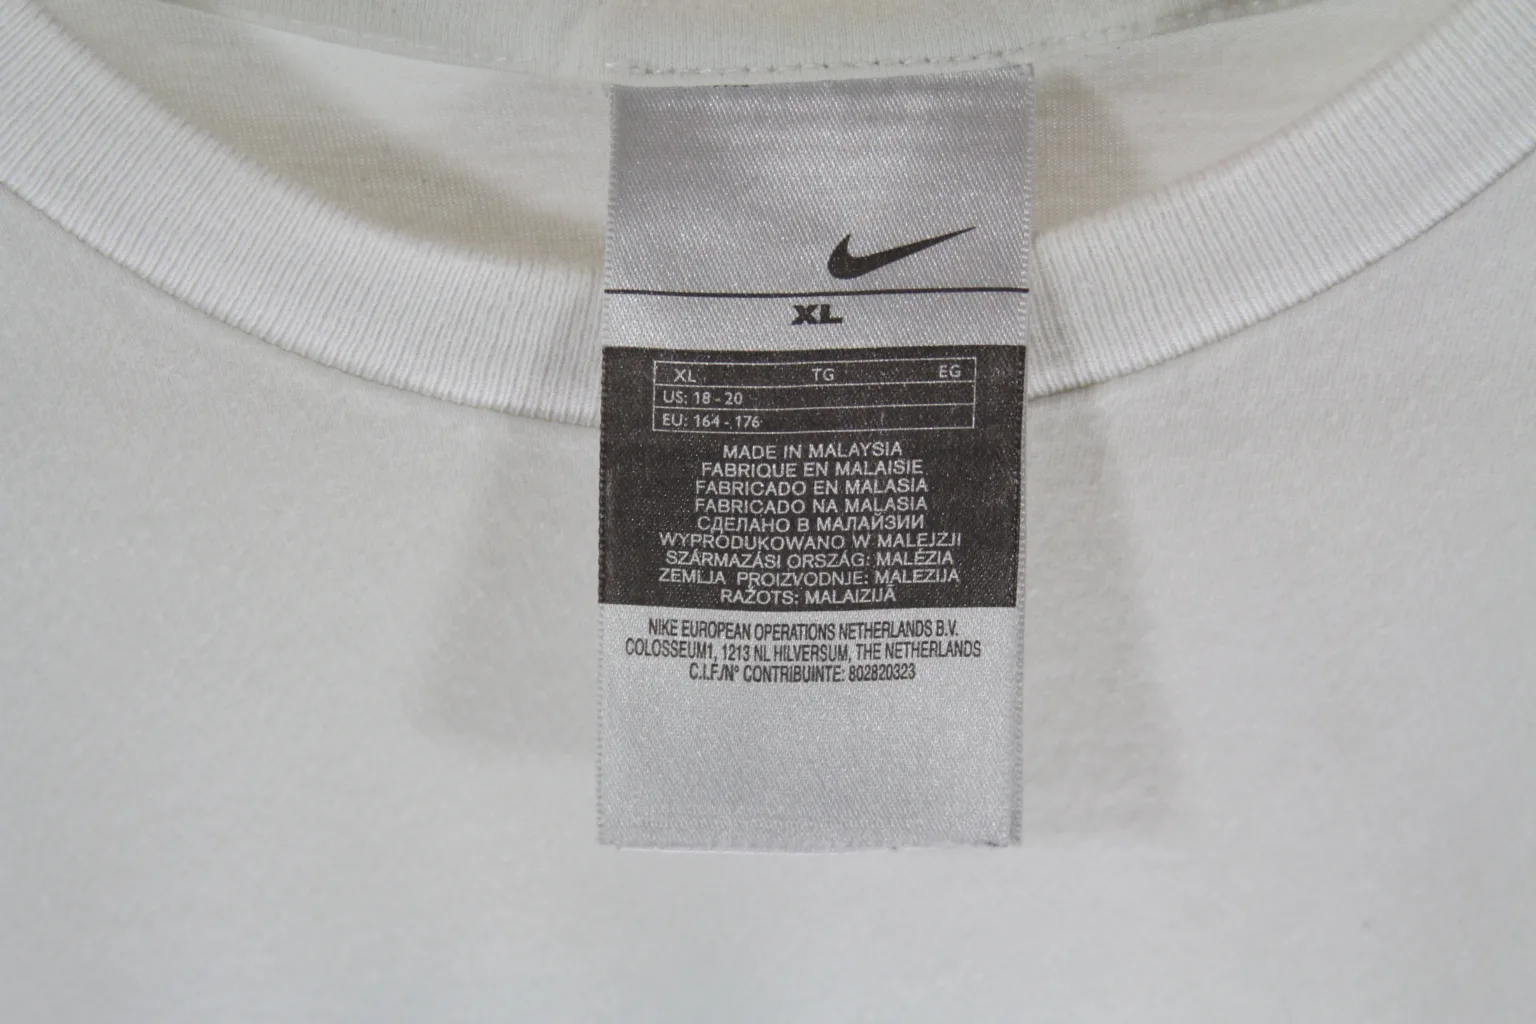 XL
XL TG EG
US: 18 - 20
EU: 164 - 176
MADE IN MALAYSIA
FABRIQUE EN MALAISIE
FABRICADO EN MALASIA
FABRICADO NA MALASIA
СДЕЛАНО В МАЛАЙЗИИ
WYPRODUKOWANO W MALEJZJI
SZÁRMAZÁSI ORSZÁG: MALÉZIA
ZEMLJA PROIZVODNJE: MALEZIJA
RAŽOTS: MALAIZIJĀ
NIKE EUROPEAN OPERATIONS NETHERLANDS B.V.
COLOSSEUM1, 1213 NL HILVERSUM, THE NETHERLANDS
C.I.F./N° CONTRIBUINTE: 802820323